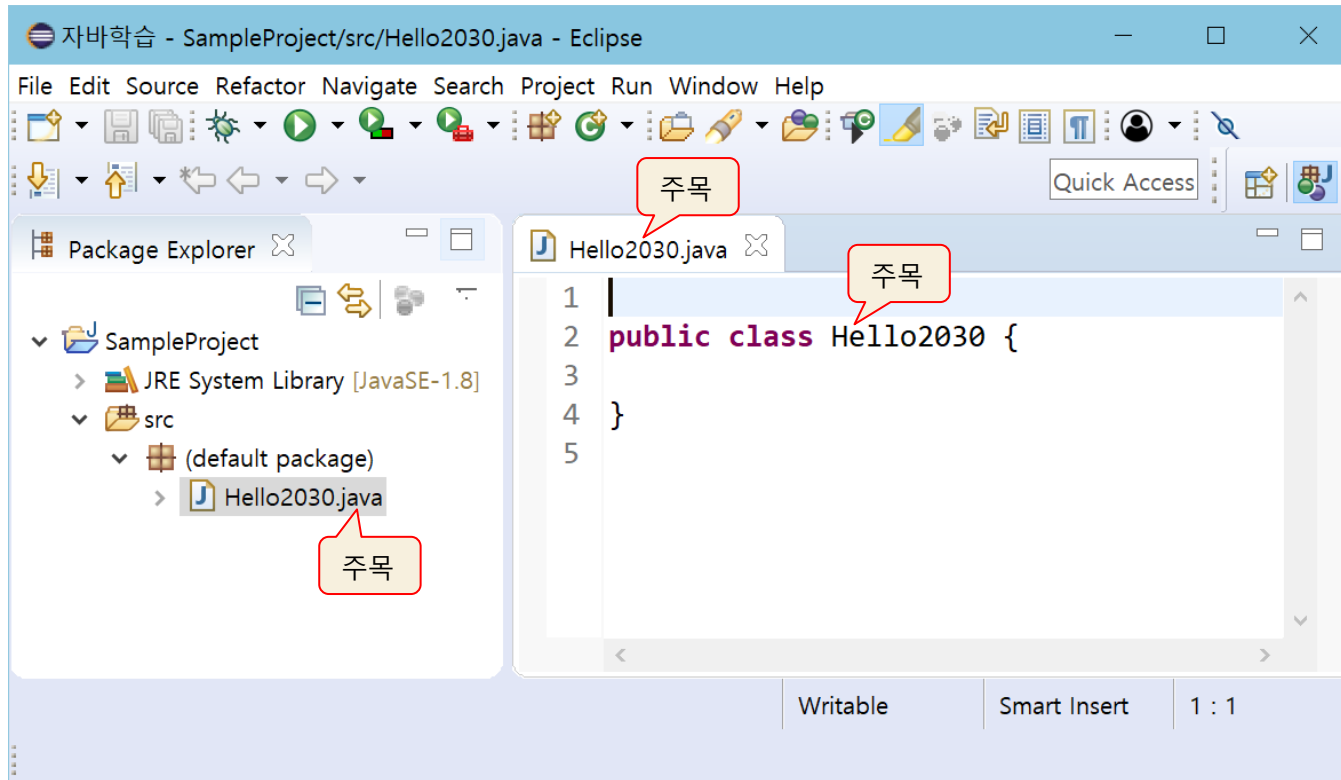 자바학습 - SampleProject/src/Hello2030.java - Eclipse
File Edit Source Refactor Navigate Search Project Run Window Help
Quick Access
주목
Package Explorer
SampleProject
JRE System Library [JavaSE-1.8]
src
(default package)
Hello2030.java
주목
Hello2030.java
주목
1
2 public class Hello2030 {
3
4 }
5
Writable Smart Insert 1 : 1